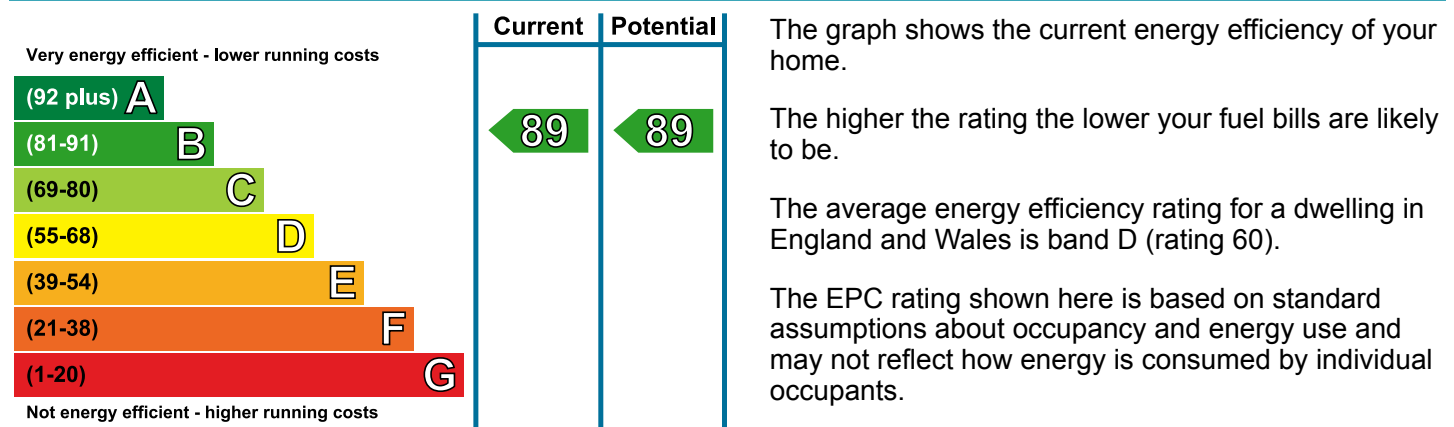 Current Potential
Very energy efficient - lower running costs
(92 plus) A
(81-91) B
89 89
(69-80) C
(55-68) D
(39-54) E
(21-38) F
(1-20) G
Not energy efficient - higher running costs
The graph shows the current energy efficiency of your
home.
The higher the rating the lower your fuel bills are likely
to be.
The average energy efficiency rating for a dwelling in
England and Wales is band D (rating 60).
The EPC rating shown here is based on standard
assumptions about occupancy and energy use and
may not reflect how energy is consumed by individual
occupants.